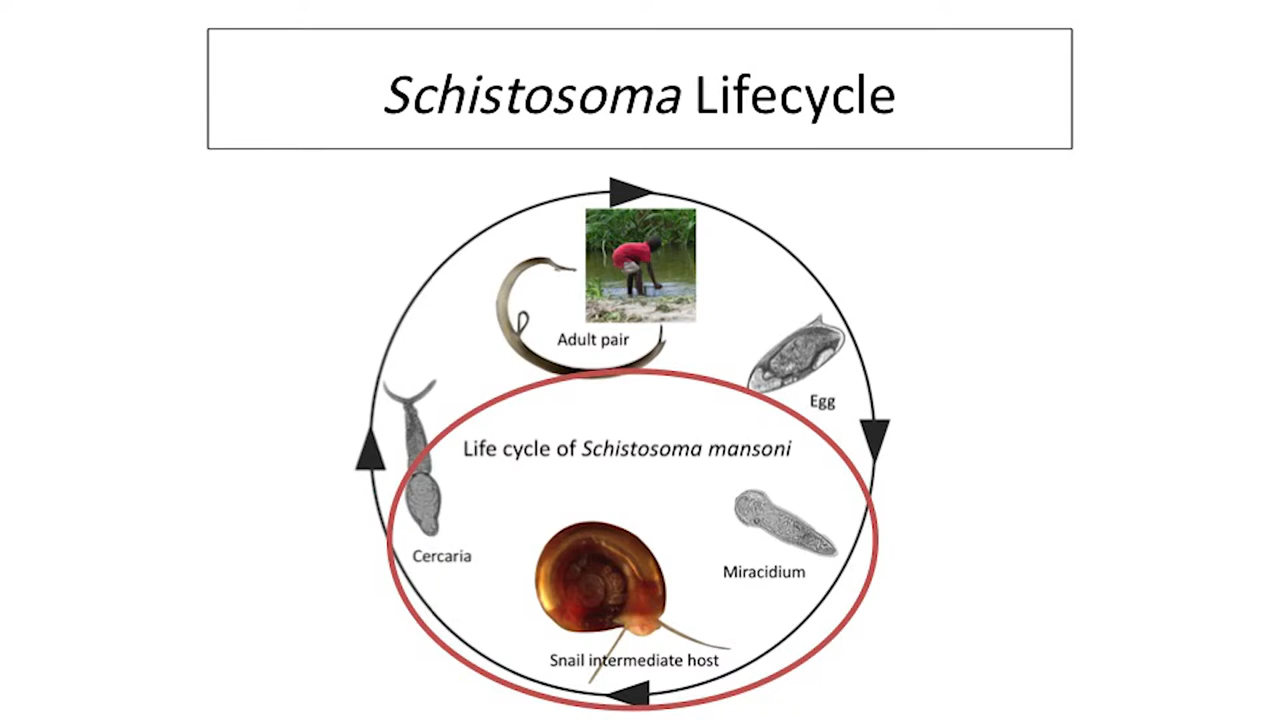 Schistosoma Lifecycle
Adult pair
Egg
Life cycle of Schistosoma mansoni
Cercaria
Miracidium
Snail intermediate host